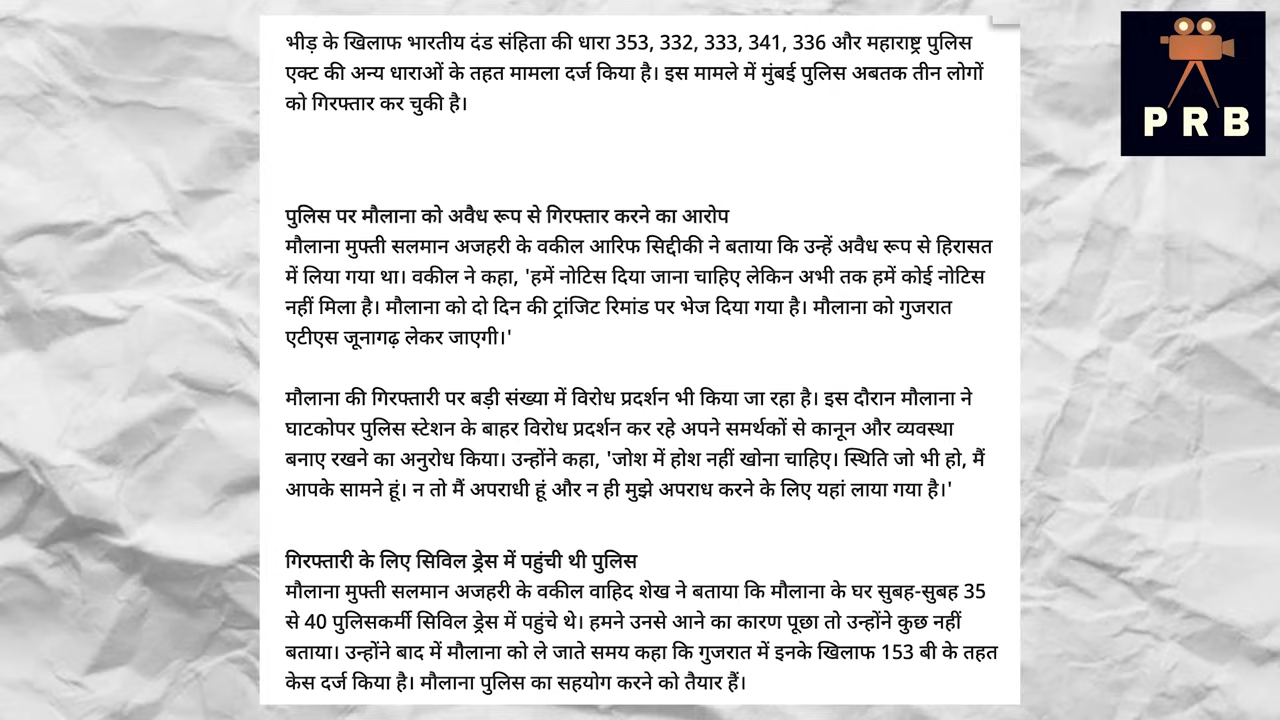 भीड़ के खिलाफ भारतीय दंड संहिता की धारा 353, 332, 333, 341, 336 और महाराष्ट्र पुलिस
एक्ट की अन्य धाराओं के तहत मामला दर्ज किया है। इस मामले में मुंबई पुलिस अबतक तीन लोगों
को गिरफ्तार कर चुकी है।
PRB
पुलिस पर मौलाना को अवैध रूप से गिरफ्तार करने का आरोप
मौलाना मुफ्ती सलमान अजहरी के वकील आरिफ सिद्दीकी ने बताया कि उन्हें अवैध रूप से हिरासत
में लिया गया था। वकील ने कहा, 'हमें नोटिस दिया जाना चाहिए लेकिन अभी तक हमें कोई नोटिस
नहीं मिला है। मौलाना को दो दिन की ट्रांजिट रिमांड पर भेज दिया गया है। मौलाना को गुजरात
एटीएस जूनागढ़ लेकर जाएगी।'
मौलाना की गिरफ्तारी पर बड़ी संख्या में विरोध प्रदर्शन भी किया जा रहा है। इस दौरान मौलाना ने
घाटकोपर पुलिस स्टेशन के बाहर विरोध प्रदर्शन कर रहे अपने समर्थकों से कानून और व्यवस्था
बनाए रखने का अनुरोध किया। उन्होंने कहा, 'जोश में होश नहीं खोना चाहिए। स्थिति जो भी हो, मैं
आपके सामने हूं। न तो मैं अपराधी हूं और न ही मुझे अपराध करने के लिए यहां लाया गया है।'
गिरफ्तारी के लिए सिविल ड्रेस में पहुंची थी पुलिस
मौलाना मुफ्ती सलमान अजहरी के वकील वाहिद शेख ने बताया कि मौलाना के घर सुबह-सुबह 35
से 40 पुलिसकर्मी सिविल ड्रेस में पहुंचे थे। हमने उनसे आने का कारण पूछा तो उन्होंने कुछ नहीं
बताया। उन्होंने बाद में मौलाना को ले जाते समय कहा कि गुजरात में इनके खिलाफ 153 बी के तहत
केस दर्ज किया है। मौलाना पुलिस का सहयोग करने को तैयार हैं।